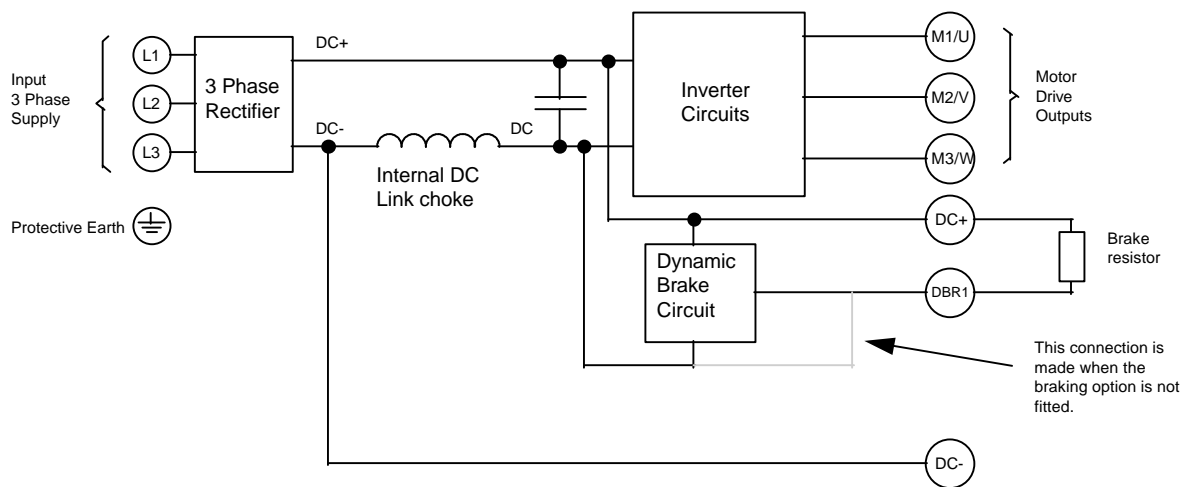 Input
3 Phase
Supply
L1
L2
L3
Protective Earth
3 Phase
Rectifier
DC+
DC-
Internal DC
Link choke
DC
Inverter
Circuits
M1/U
M2/V
M3/W
Motor
Drive
Outputs
DC+
Dynamic
Brake
Circuit
DBR1
Brake
resistor
This connection is
made when the
braking option is not
fitted.
DC-